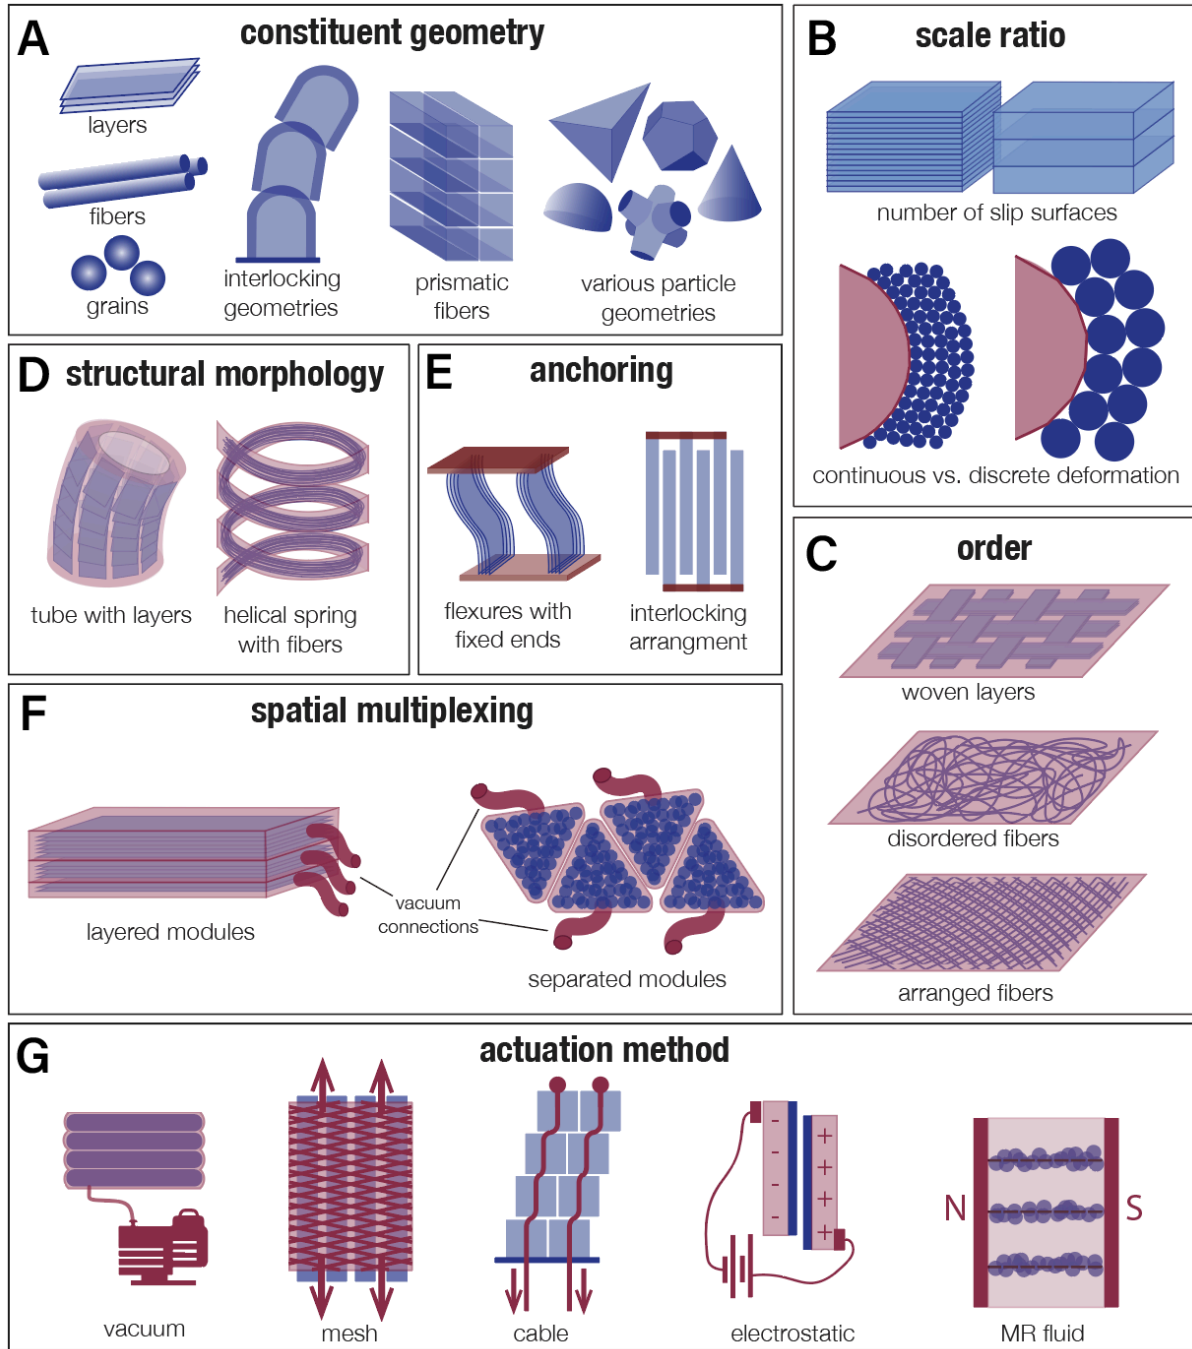 A
constituent geometry
layers
fibers
grains
interlocking
geometries
prismatic
fibers
various particle
geometries
B
scale ratio
number of slip surfaces
continuous vs. discrete deformation
C
order
woven layers
disordered fibers
arranged fibers
D
structural morphology
tube with layers
helical spring
with fibers
E
anchoring
flexures with
fixed ends
interlocking
arrangment
F
spatial multiplexing
layered modules
vacuum
connections
separated modules
G
actuation method
vacuum
mesh
cable
- +
- +
- +
- +
electrostatic
N S
MR fluid